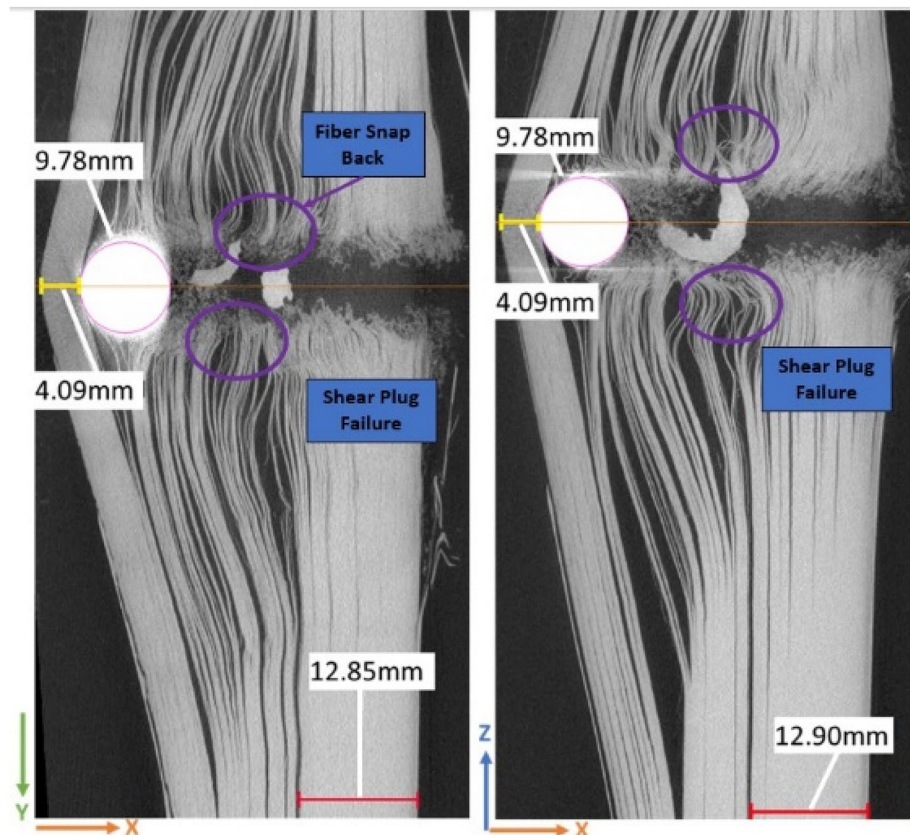 Fiber Snap
Back
9.78mm
4.09mm
Shear Plug
Failure
12.85mm
Y
X
9.78mm
4.09mm
Shear Plug
Failure
12.90mm
Z
X